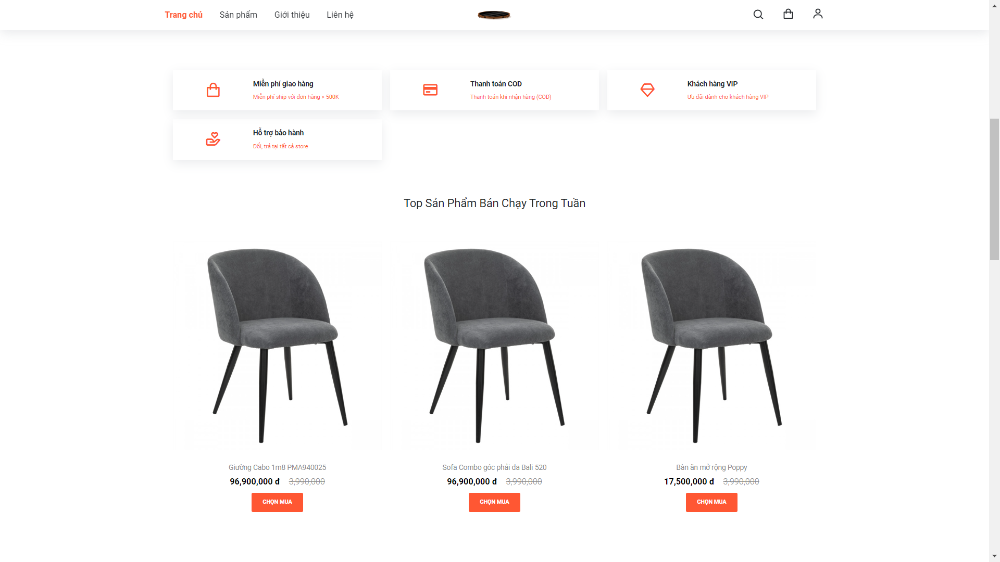 Trang chủ
Sản phẩm
Giới thiệu
Liên hệ
Miễn phí giao hàng
Miễn phí ship với đơn hàng > 500K
Thanh toán COD
Thanh toán khi nhận hàng (COD)
Khách hàng VIP
Ưu đãi dành cho khách hàng VIP
Hỗ trợ bảo hành
Đổi, trả tại tất cả store
Top Sản Phẩm Bán Chạy Trong Tuần
Giường Cabo 1m8 PMA940025
96,900,000 đ 3,990,000
CHỌN MUA
Sofa Combo góc phải da Bali 520
96,900,000 đ 3,990,000
CHỌN MUA
Bàn ăn mở rộng Poppy
17,500,000 đ 3,990,000
CHỌN MUA